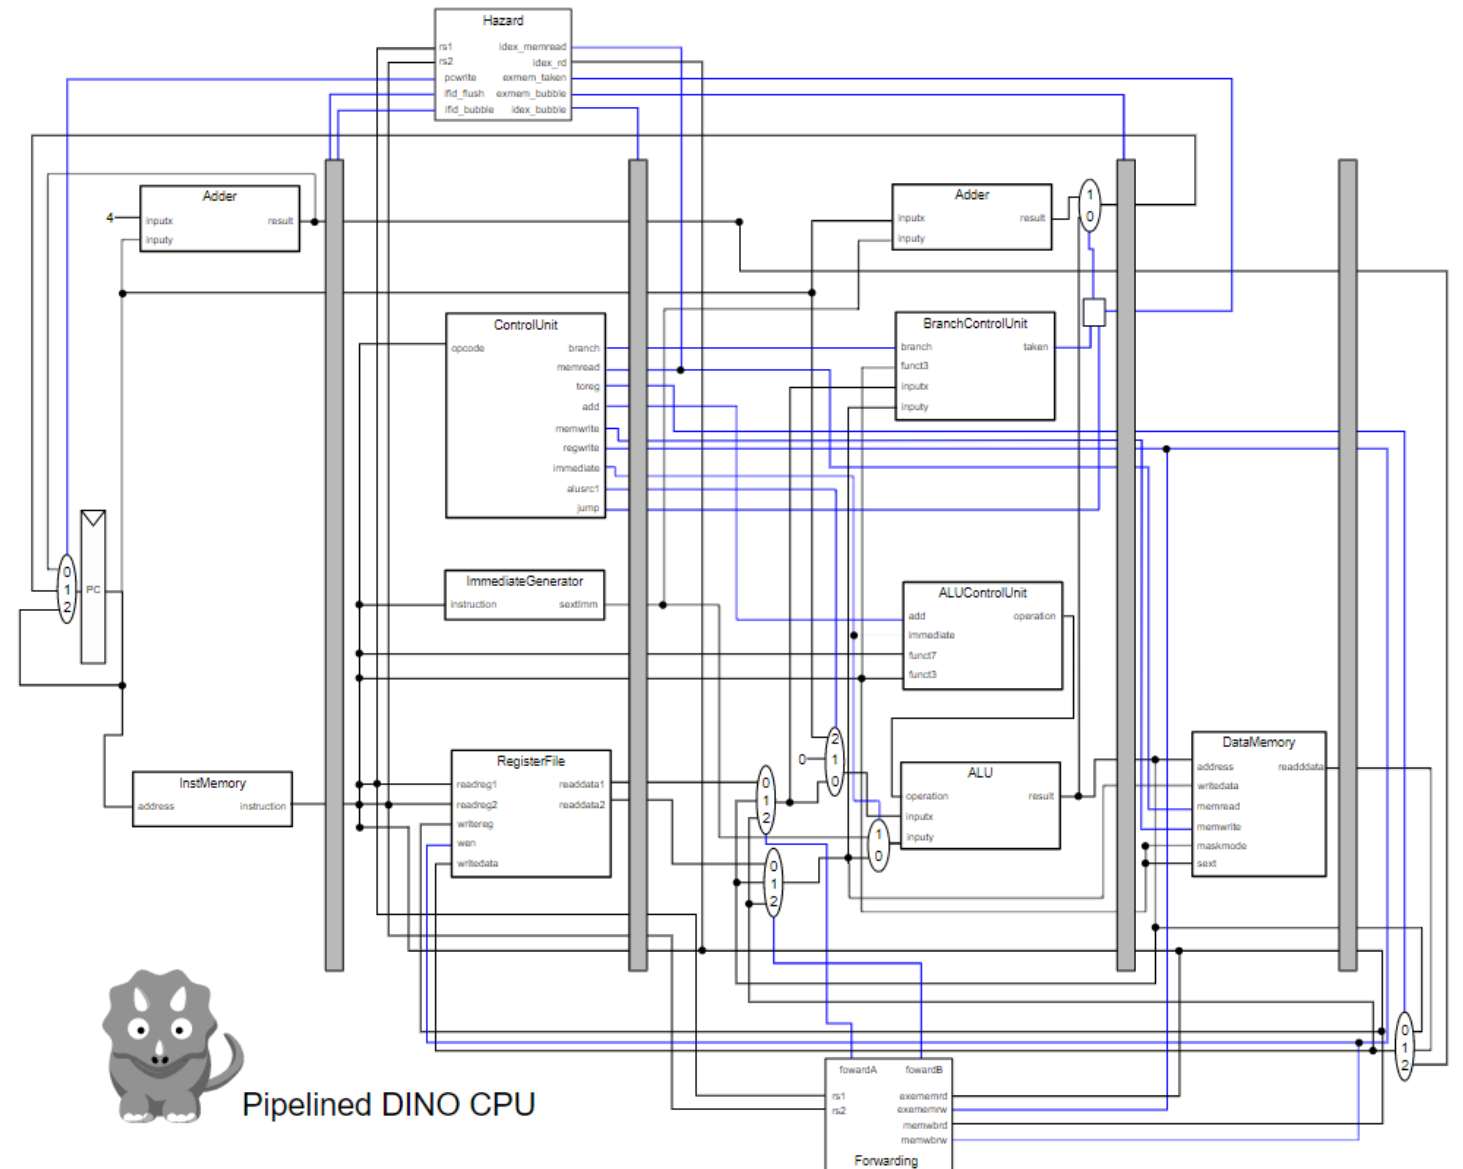 Hazard
rs1 idex_memread
rs2 idex_rd
pcwrite exmem_taken
ifid_flush exmem_bubble
ifid_bubble idex_bubble
Adder
4 inputx result
inputy
Adder
inputx result
inputy
1
0
ControlUnit
opcode branch
memread
toreg
add
memwrite
regwrite
immediate
alusrc1
jump
BranchControlUnit
branch taken
funct3
inputx
inputy
0
1
2
PC
ImmediateGenerator
instruction sextImm
ALUControlUnit
add operation
immediate
funct7
funct3
InstMemory
address instruction
RegisterFile
readreg1 readdata1
readreg2 readdata2
writereg
wen
writedata
0
1
2
0
1
2
0
2
1
0
1
0
ALU
operation result
inputx
inputy
DataMemory
address readddata
writedata
memread
memwrite
maskmode
sext
0
1
2
Pipelined DINO CPU
fowardA fowardB
rs1 exememrd
rs2 exememrw
memwbrd
memwbrw
Forwarding